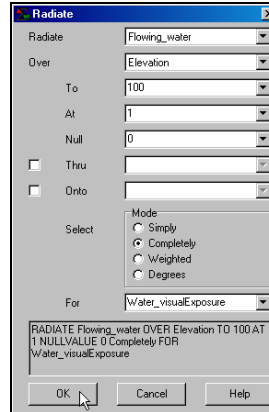 Radiate
Radiate Flowing_water
Over Elevation
To 100
At 1
Null 0
Thru
Onto
Select Mode
Simply
Completely
Weighted
Degrees
For Water_visualExposure
RADIATE Flowing_water OVER Elevation TO 100 AT
1 NULLVALUE 0 Completely FOR
Water_visualExposure
OK Cancel Help